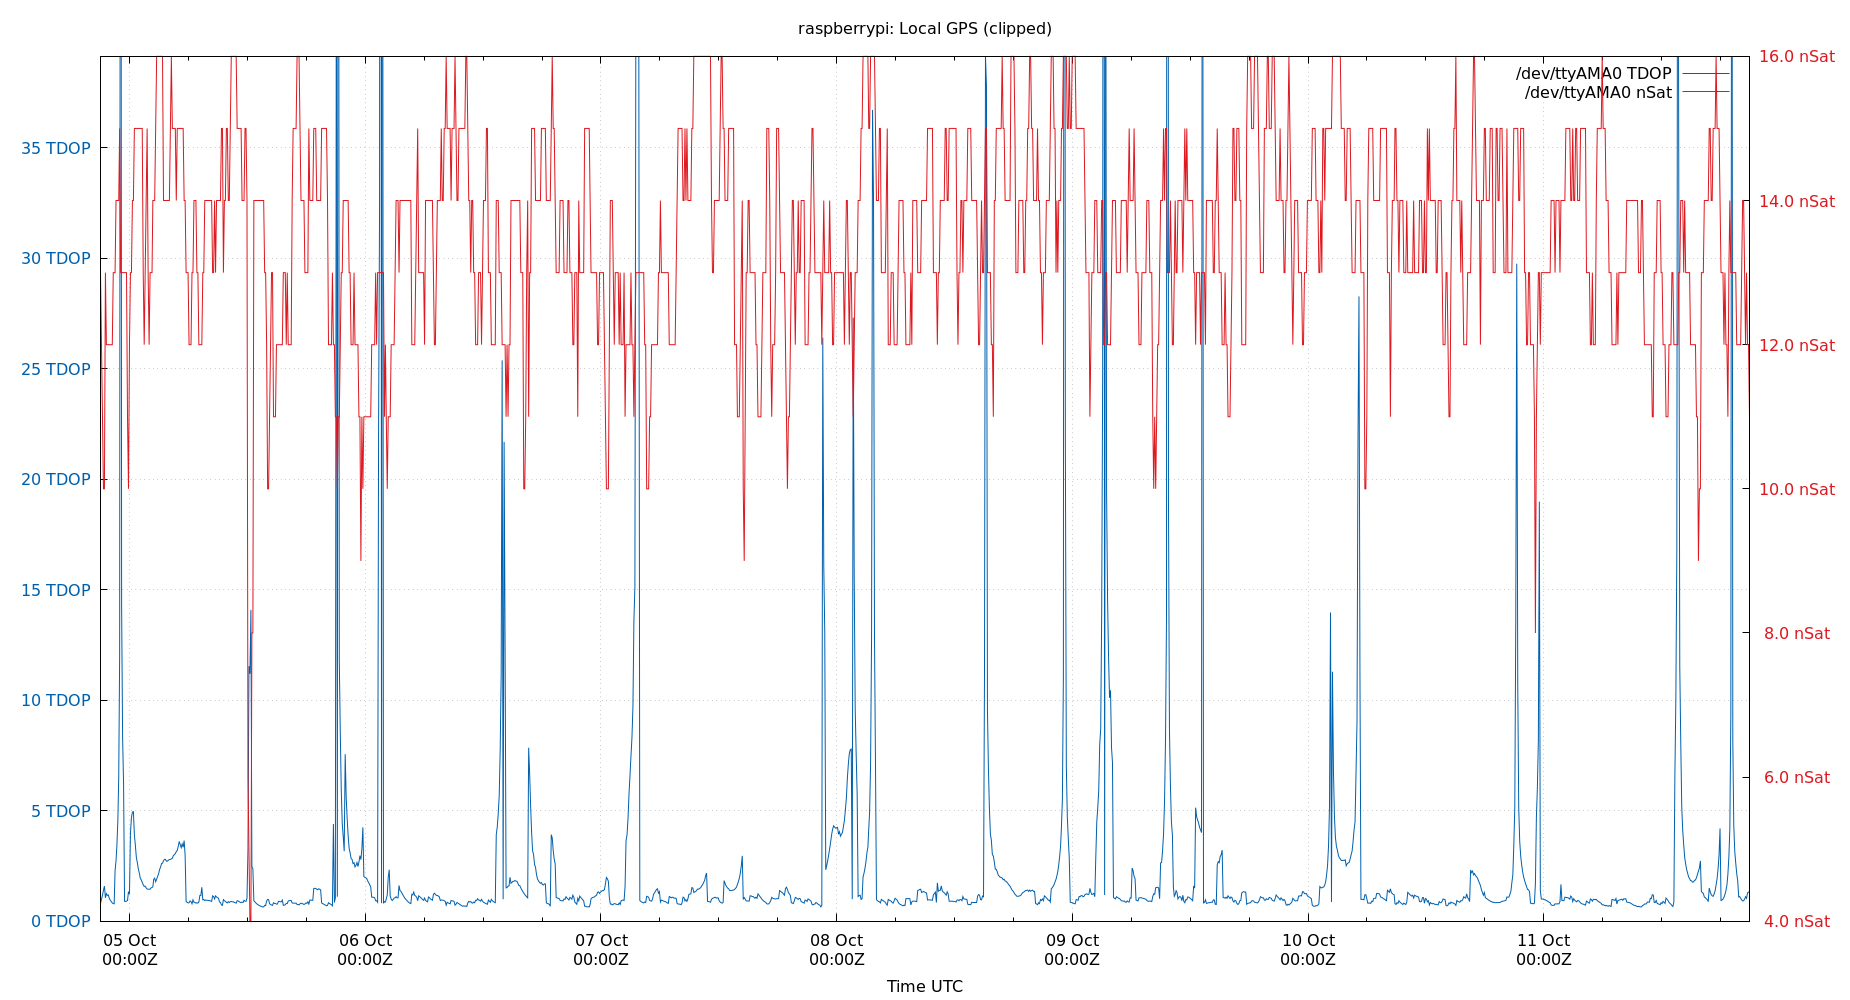 raspberrypi: Local GPS (clipped)
/dev/ttyAMA0 TDOP
/dev/ttyAMA0 nSat
35 TDOP
30 TDOP
25 TDOP
20 TDOP
15 TDOP
10 TDOP
5 TDOP
0 TDOP
16.0 nSat
14.0 nSat
12.0 nSat
10.0 nSat
8.0 nSat
6.0 nSat
4.0 nSat
05 Oct
00:00Z
06 Oct
00:00Z
07 Oct
00:00Z
08 Oct
00:00Z
09 Oct
00:00Z
10 Oct
00:00Z
11 Oct
00:00Z
Time UTC